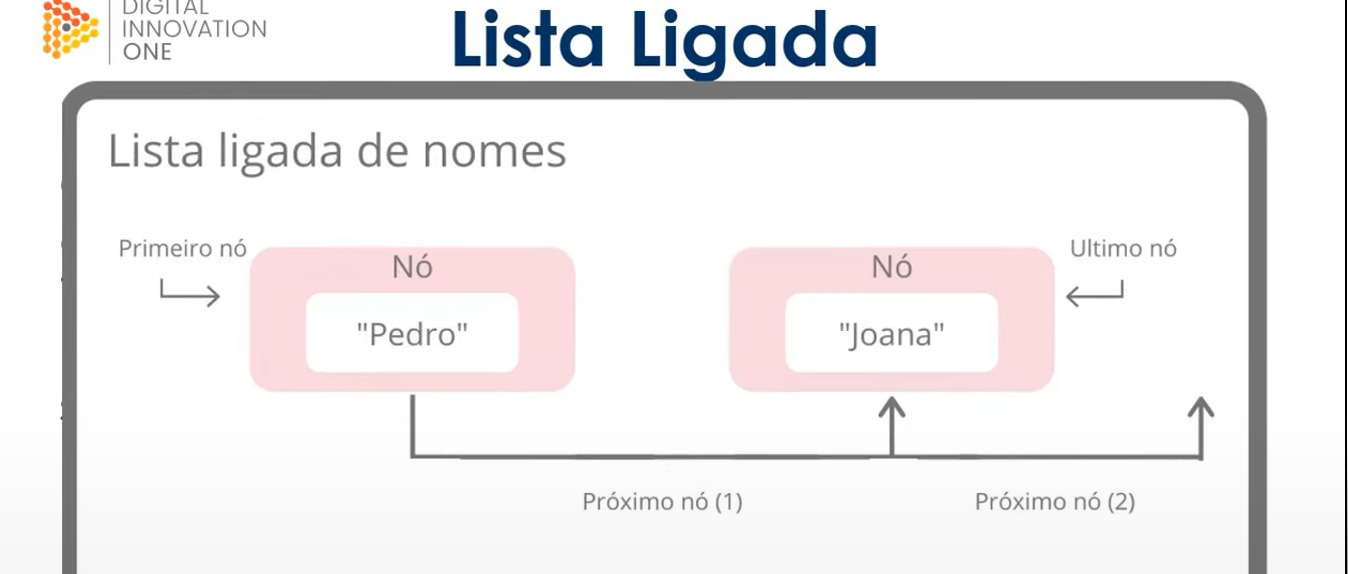 DIGITAL
INNOVATION
ONE
Lista Ligada
Lista ligada de nomes
Primeiro nó
Nó
"Pedro"
Nó
"Joana"
Ultimo nó
Próximo nó (1)
Próximo nó (2)